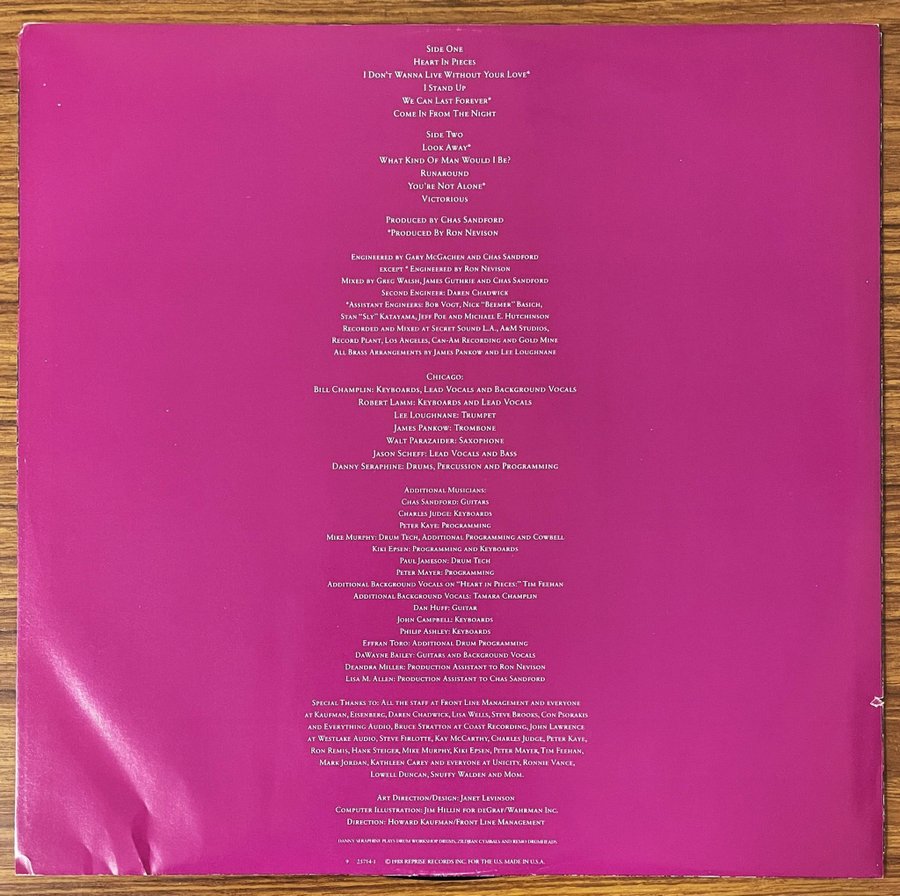 Side One
Heart In Pieces
I Don't Wanna Live Without Your Love*
I Stand Up
We Can Last Forever*
Come In From The Night
Side Two
Look Away*
What Kind Of Man Would I Be?
Runaround
You're Not Alone*
Victorious
Produced by Chas Sandford
*Produced By Ron Nevison
Engineered by Gary McGachen and Chas Sandford
except * Engineered by Ron Nevison
Mixed by Greg Walsh, James Guthrie and Chas Sandford
Second Engineer: Daren Chadwick
*Assistant Engineers: Bob Vogt, Nick "Beemer" Basich,
Stan "Sly" Katayama, Jeff Poe and Michael E. Hutchinson
Recorded and Mixed at Secret Sound L.A., A&M Studios,
Record Plant, Los Angeles, Can-Am Recording and Gold Mine
All Brass Arrangements by James Pankow and Lee Loughnane
Chicago:
Bill Champlin: Keyboards, Lead Vocals and Background Vocals
Robert Lamm: Keyboards and Lead Vocals
Lee Loughnane: Trumpet
James Pankow: Trombone
Walt Parazaider: Saxophone
Jason Scheff: Lead Vocals and Bass
Danny Seraphine: Drums, Percussion and Programming
Additional Musicians:
Chas Sandford: Guitars
Charles Judge: Keyboards
Peter Kaye: Programming
Mike Murphy: Drum Tech, Additional Programming and Cowbell
Kiki Epsen: Programming and Keyboards
Paul Jameson: Drum Tech
Peter Mayer: Programming
Additional Background Vocals on "Heart in Pieces:" Tim Feehan
Additional Background Vocals: Tamara Champlin
Dan Huff: Guitar
John Campbell: Keyboards
Philip Ashley: Keyboards
Effran Toro: Additional Drum Programming
DaWayne Bailey: Guitars and Background Vocals
Deandra Miller: Production Assistant to Ron Nevison
Lisa M. Allen: Production Assistant to Chas Sandford
Special Thanks to: All the staff at Front Line Management and everyone
at Kaufman, Eisenberg, Daren Chadwick, Lisa Wells, Steve Brooks, Con Psorakis
and Everything Audio, Bruce Stratton at Coast Recording, John Lawrence
at Westlake Audio, Steve Firlotte, Kay McCarthy, Charles Judge, Peter Kaye,
Ron Remis, Hank Steiger, Mike Murphy, Kiki Epsen, Peter Mayer, Tim Feehan,
Mark Jordan, Kathleen Carey and everyone at Unicity, Ronnie Vance,
Lowell Duncan, Snuffy Walden and Mom.
Art Direction/Design: Janet Levinson
Computer Illustration: Jim Hillin for deGraf/Wahrman Inc.
Direction: Howard Kaufman/Front Line Management
Danny Seraphine plays Drum Workshop Drums, Zildjian Cymbals and Remo Drumheads
9 25714-1 © 1988 Reprise Records Inc. for the U.S. Made in U.S.A.